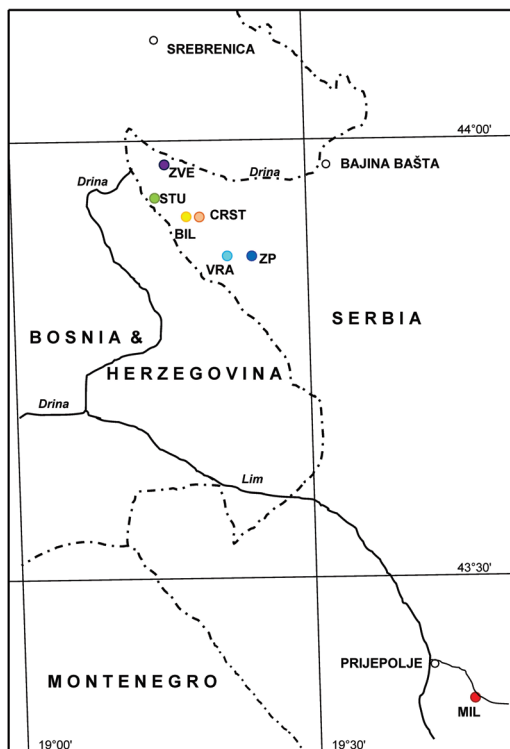 SREBRENICA
44°00'
ZVE
Drina
BAJINA BAŠTA
Drina
STU
CRST
BIL
VRA
ZP
SERBIA
BOSNIA &
HERZEGOVINA
Drina
Lim
43°30'
PRIJEPOLJE
MONTENEGRO
MIL
19°00'
19°30'